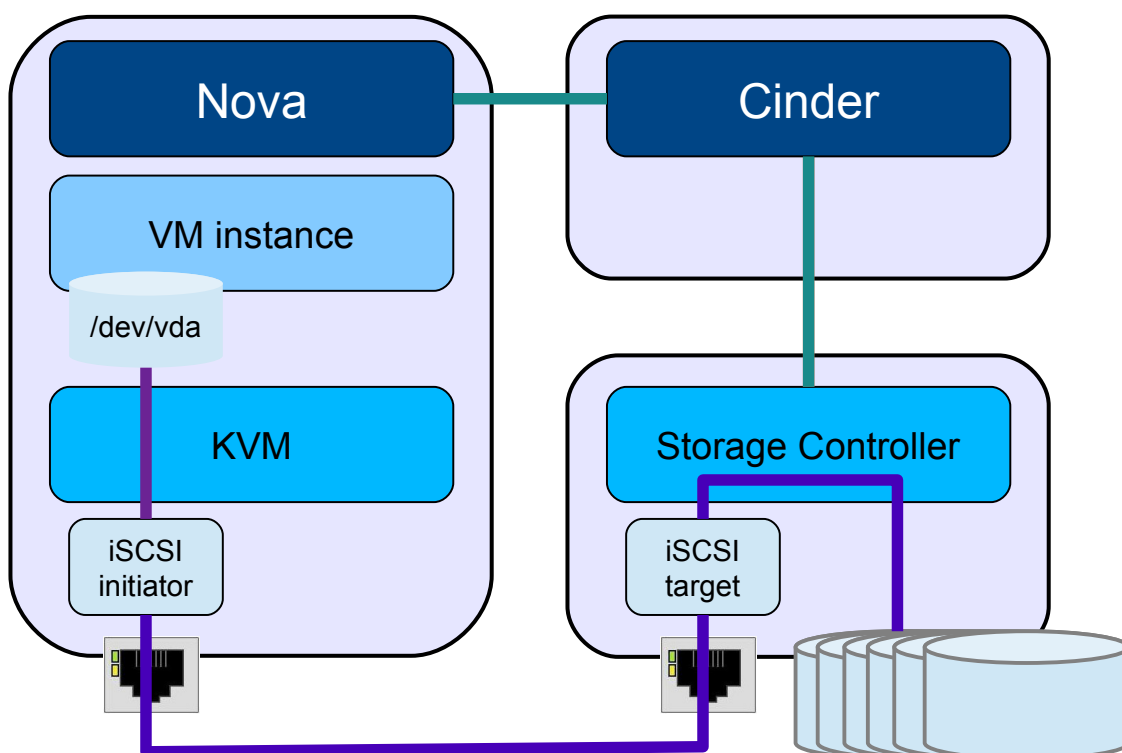 Nova
Cinder
VM instance
/dev/vda
KVM
Storage Controller
iSCSI
initiator
iSCSI
target